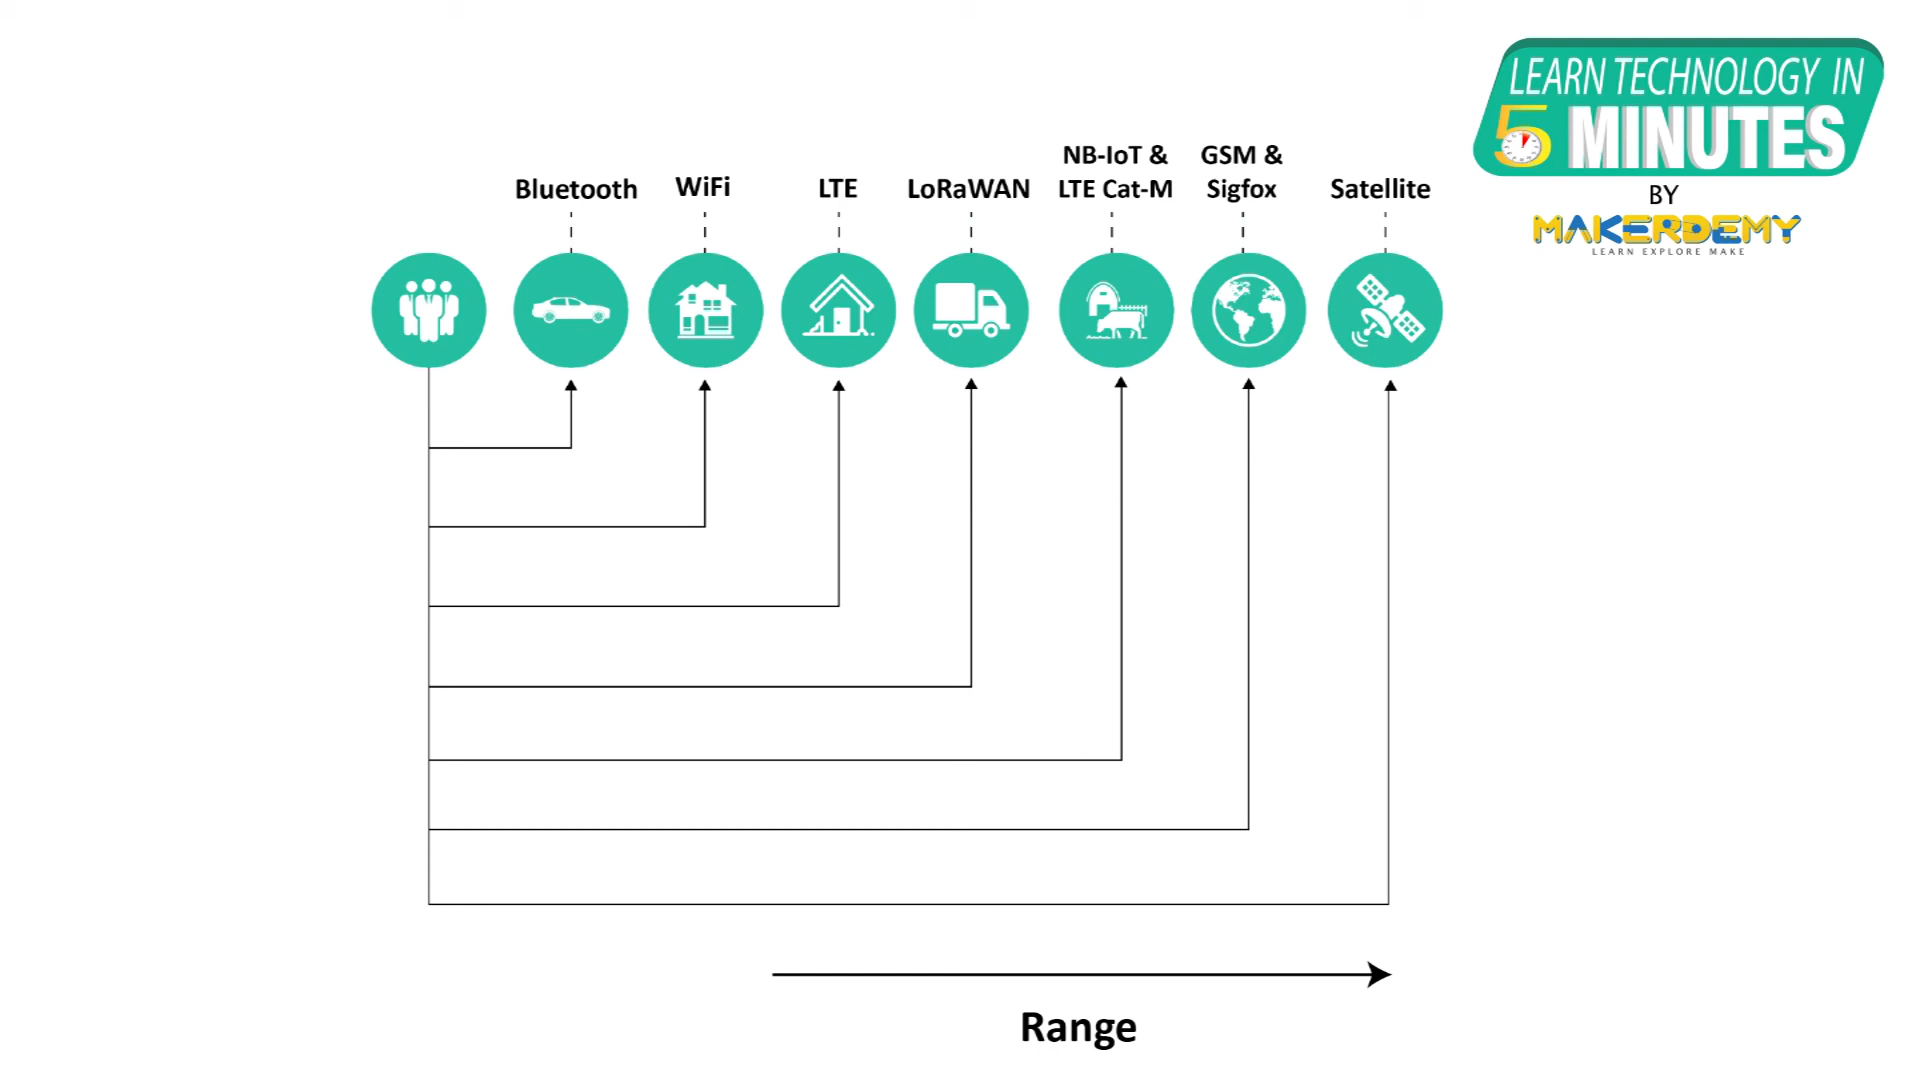 LEARN TECHNOLOGY IN
5 MINUTES
BY
MAKERDEMY
LEARN EXPLORE MAKE
Bluetooth
WiFi
LTE
LoRaWAN
NB-IoT &
LTE Cat-M
GSM &
Sigfox
Satellite
Range